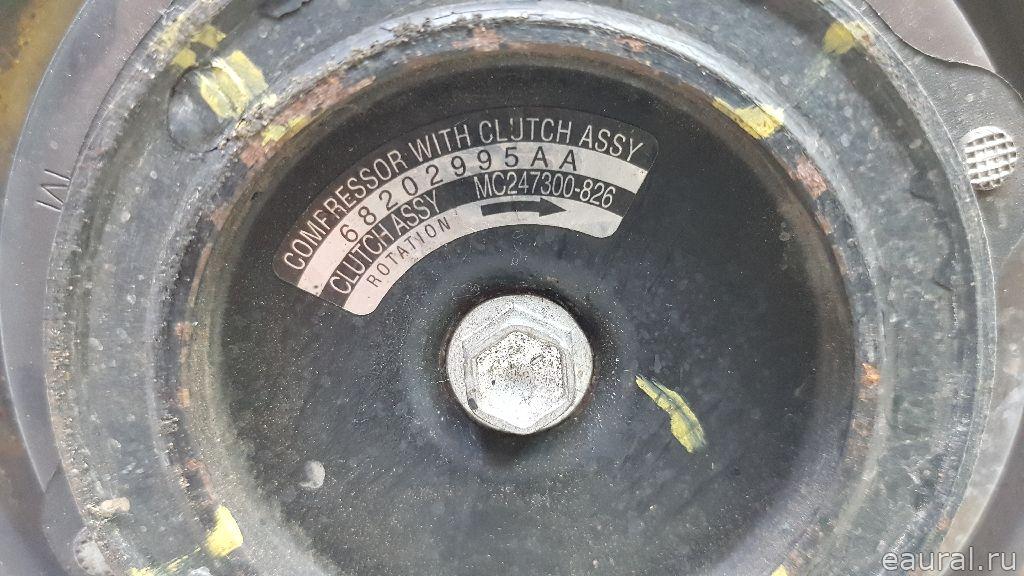 COMPRESSOR WITH CLUTCH ASSY
68202995AA
CLUTCH ASSY MC247300-826
ROTATION
eaural.ru